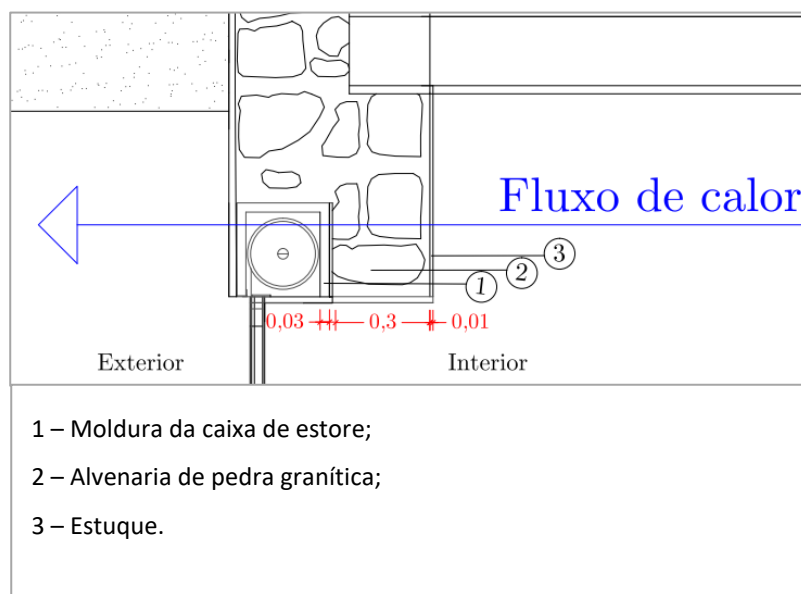 Fluxo de calor
3
2
1
0,03
0,3
0,01
Exterior
Interior
1 – Moldura da caixa de estore;
2 – Alvenaria de pedra granítica;
3 – Estuque.